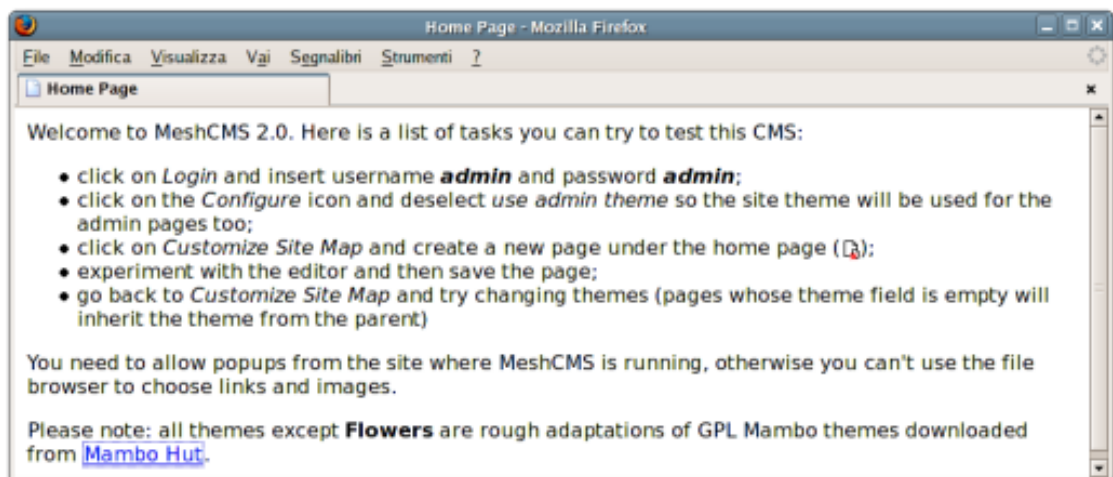 Home Page - Mozilla Firefox
File Modifica Visualizza Vai Segnalibri Strumenti ?
Home Page
Welcome to MeshCMS 2.0. Here is a list of tasks you can try to test this CMS:
• click on Login and insert username admin and password admin;
• click on the Configure icon and deselect use admin theme so the site theme will be used for the
admin pages too;
• click on Customize Site Map and create a new page under the home page ( );
• experiment with the editor and then save the page;
• go back to Customize Site Map and try changing themes (pages whose theme field is empty will
inherit the theme from the parent)
You need to allow popups from the site where MeshCMS is running, otherwise you can't use the file
browser to choose links and images.
Please note: all themes except Flowers are rough adaptations of GPL Mambo themes downloaded
from Mambo Hut.